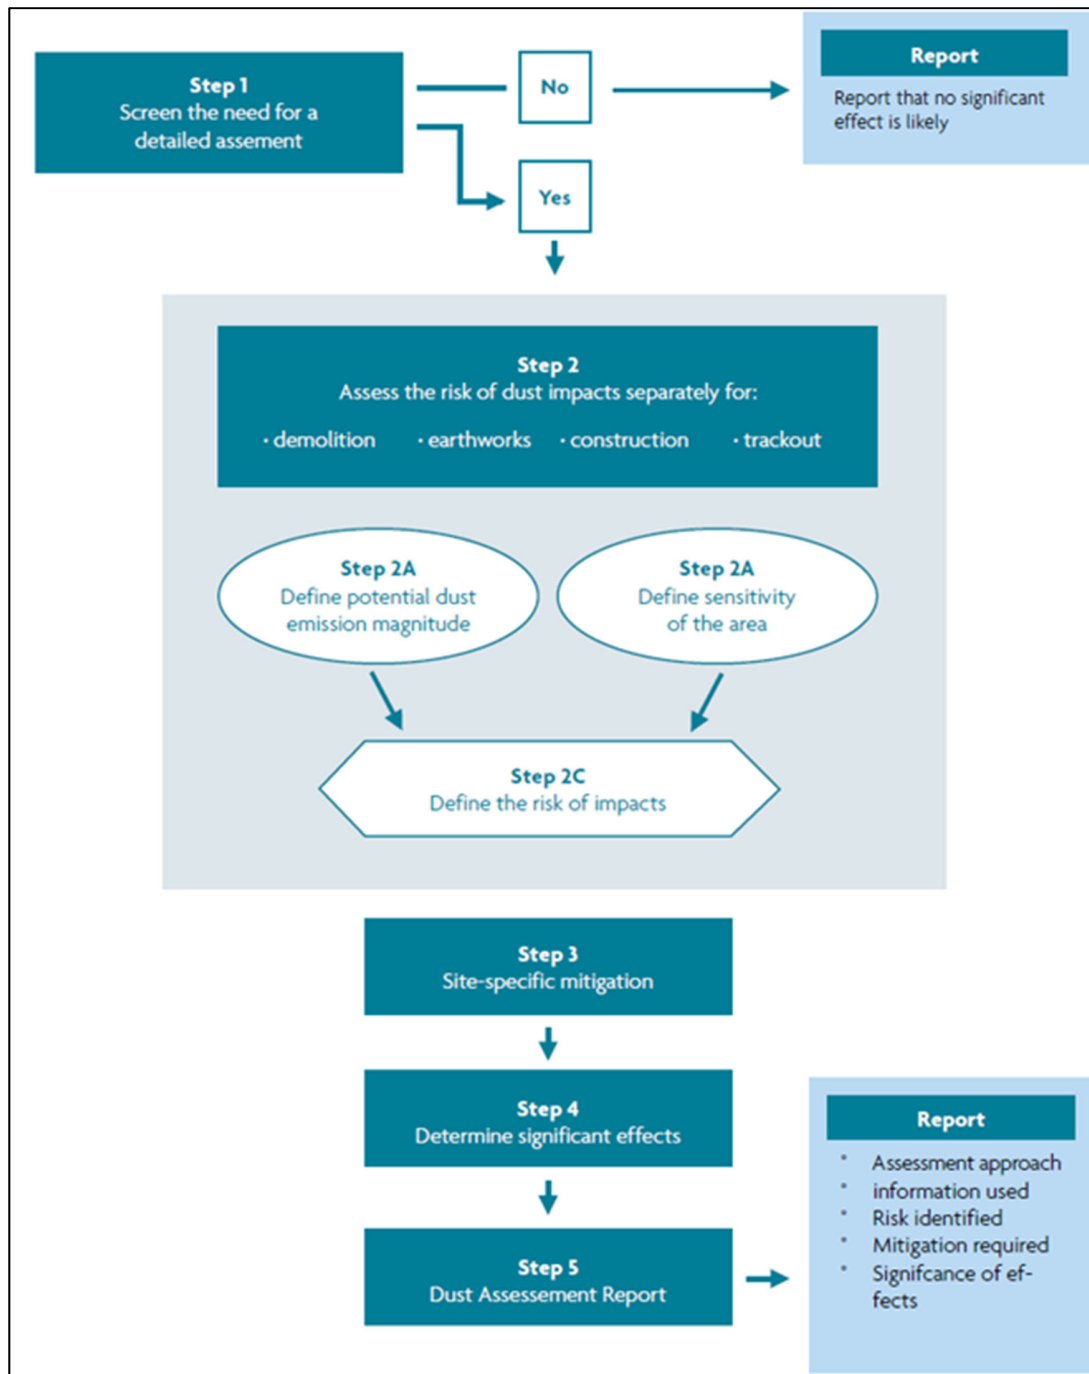 Step 1
Screen the need for a
detailed assement
No
Yes
Report
Report that no significant
effect is likely
Step 2
Assess the risk of dust impacts separately for:
· demolition · earthworks · construction · trackout
Step 2A
Define potential dust
emission magnitude
Step 2A
Define sensitivity
of the area
Step 2C
Define the risk of impacts
Step 3
Site-specific mitigation
Step 4
Determine significant effects
Step 5
Dust Assessement Report
Report
° Assessment approach
° information used
° Risk identified
° Mitigation required
° Signifcance of ef-
fects